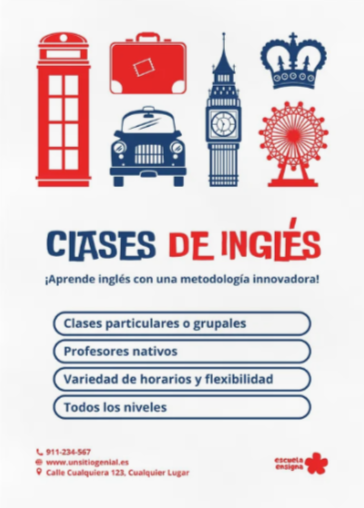 CLASES DE INGLÉS
¡Aprende inglés con una metodología innovadora!
Clases particulares o grupales
Profesores nativos
Variedad de horarios y flexibilidad
Todos los niveles
911-234-567
www.unsitiogenial.es
Calle Cualquiera 123, Cualquier Lugar
escuela
ensigna